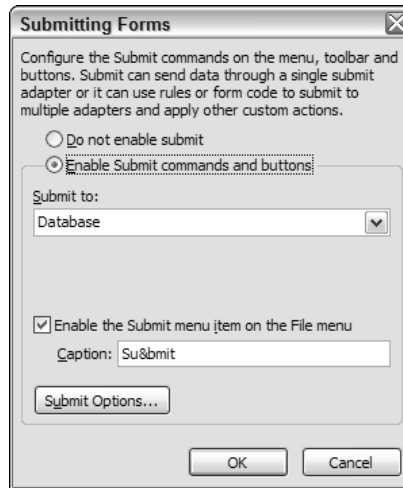 Submitting Forms
Configure the Submit commands on the menu, toolbar and
buttons. Submit can send data through a single submit
adapter or it can use rules or form code to submit to
multiple adapters and apply other custom actions.
Do not enable submit
Enable Submit commands and buttons
Submit to:
Database
Enable the Submit menu item on the File menu
Caption: Su&bmit
Submit Options...
OK Cancel